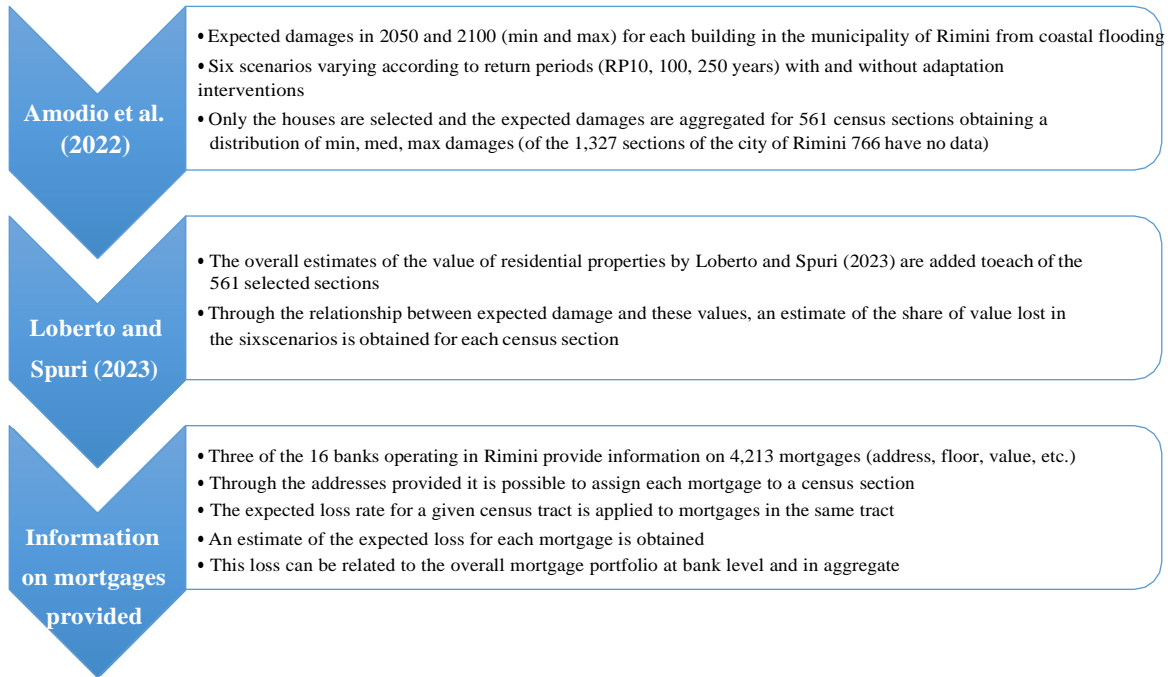 Amodio et al.
(2022)
• Expected damages in 2050 and 2100 (min and max) for each building in the municipality of Rimini from coastal flooding
• Six scenarios varying according to return periods (RP10, 100, 250 years) with and without adaptation
interventions
• Only the houses are selected and the expected damages are aggregated for 561 census sections obtaining a
distribution of min, med, max damages (of the 1,327 sections of the city of Rimini 766 have no data)
Loberto and
Spuri (2023)
• The overall estimates of the value of residential properties by Loberto and Spuri (2023) are added toeach of the
561 selected sections
• Through the relationship between expected damage and these values, an estimate of the share of value lost in
the sixscenarios is obtained for each census section
Information
on mortgages
provided
• Three of the 16 banks operating in Rimini provide information on 4,213 mortgages (address, floor, value, etc.)
• Through the addresses provided it is possible to assign each mortgage to a census section
• The expected loss rate for a given census tract is applied to mortgages in the same tract
• An estimate of the expected loss for each mortgage is obtained
• This loss can be related to the overall mortgage portfolio at bank level and in aggregate